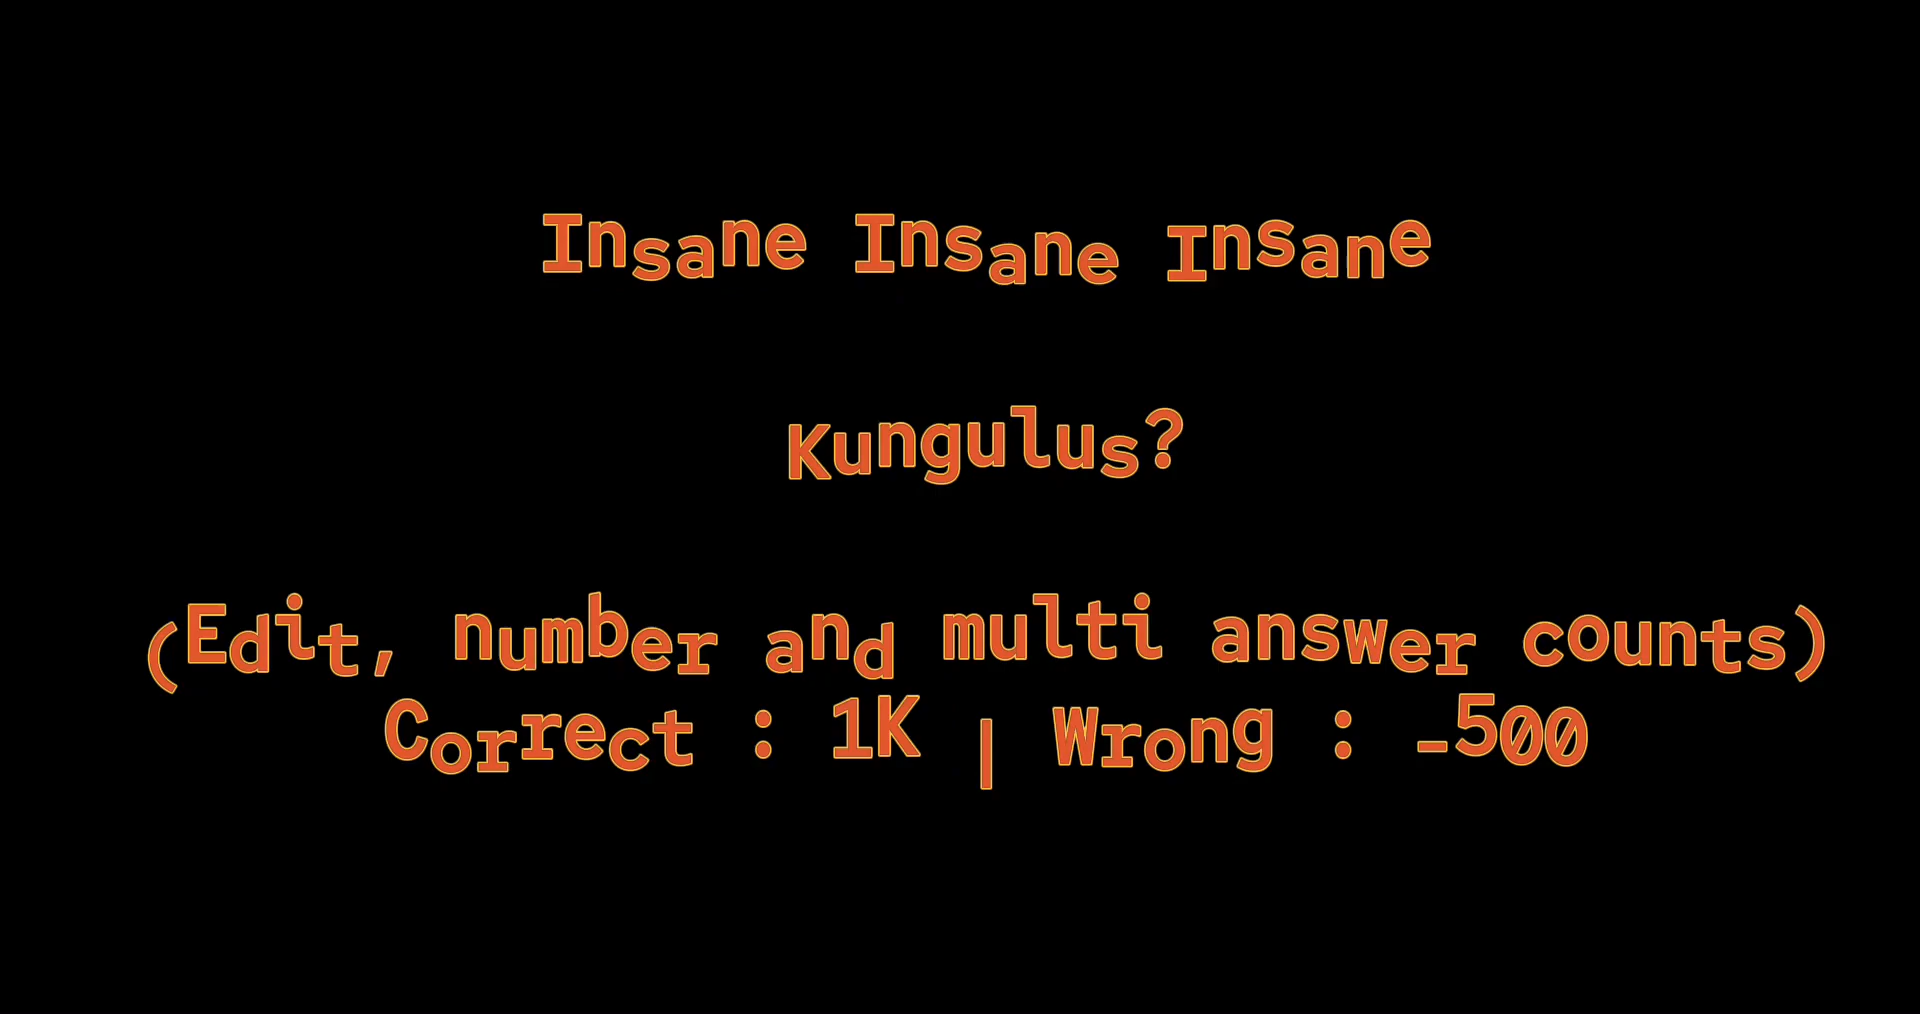 Insane Insane Insane
Kungulus?
(Edit, number and multi answer counts)
Correct : 1K | Wrong : -500